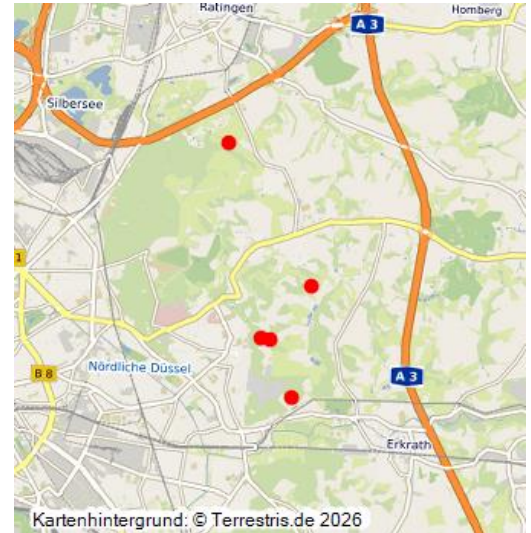 Ratingen
Homberg
A 3
Silbersee
1
Nördliche Düssel
B 8
A 3
Erkrath
Kartenhintergrund: © Terrestris.de 2026